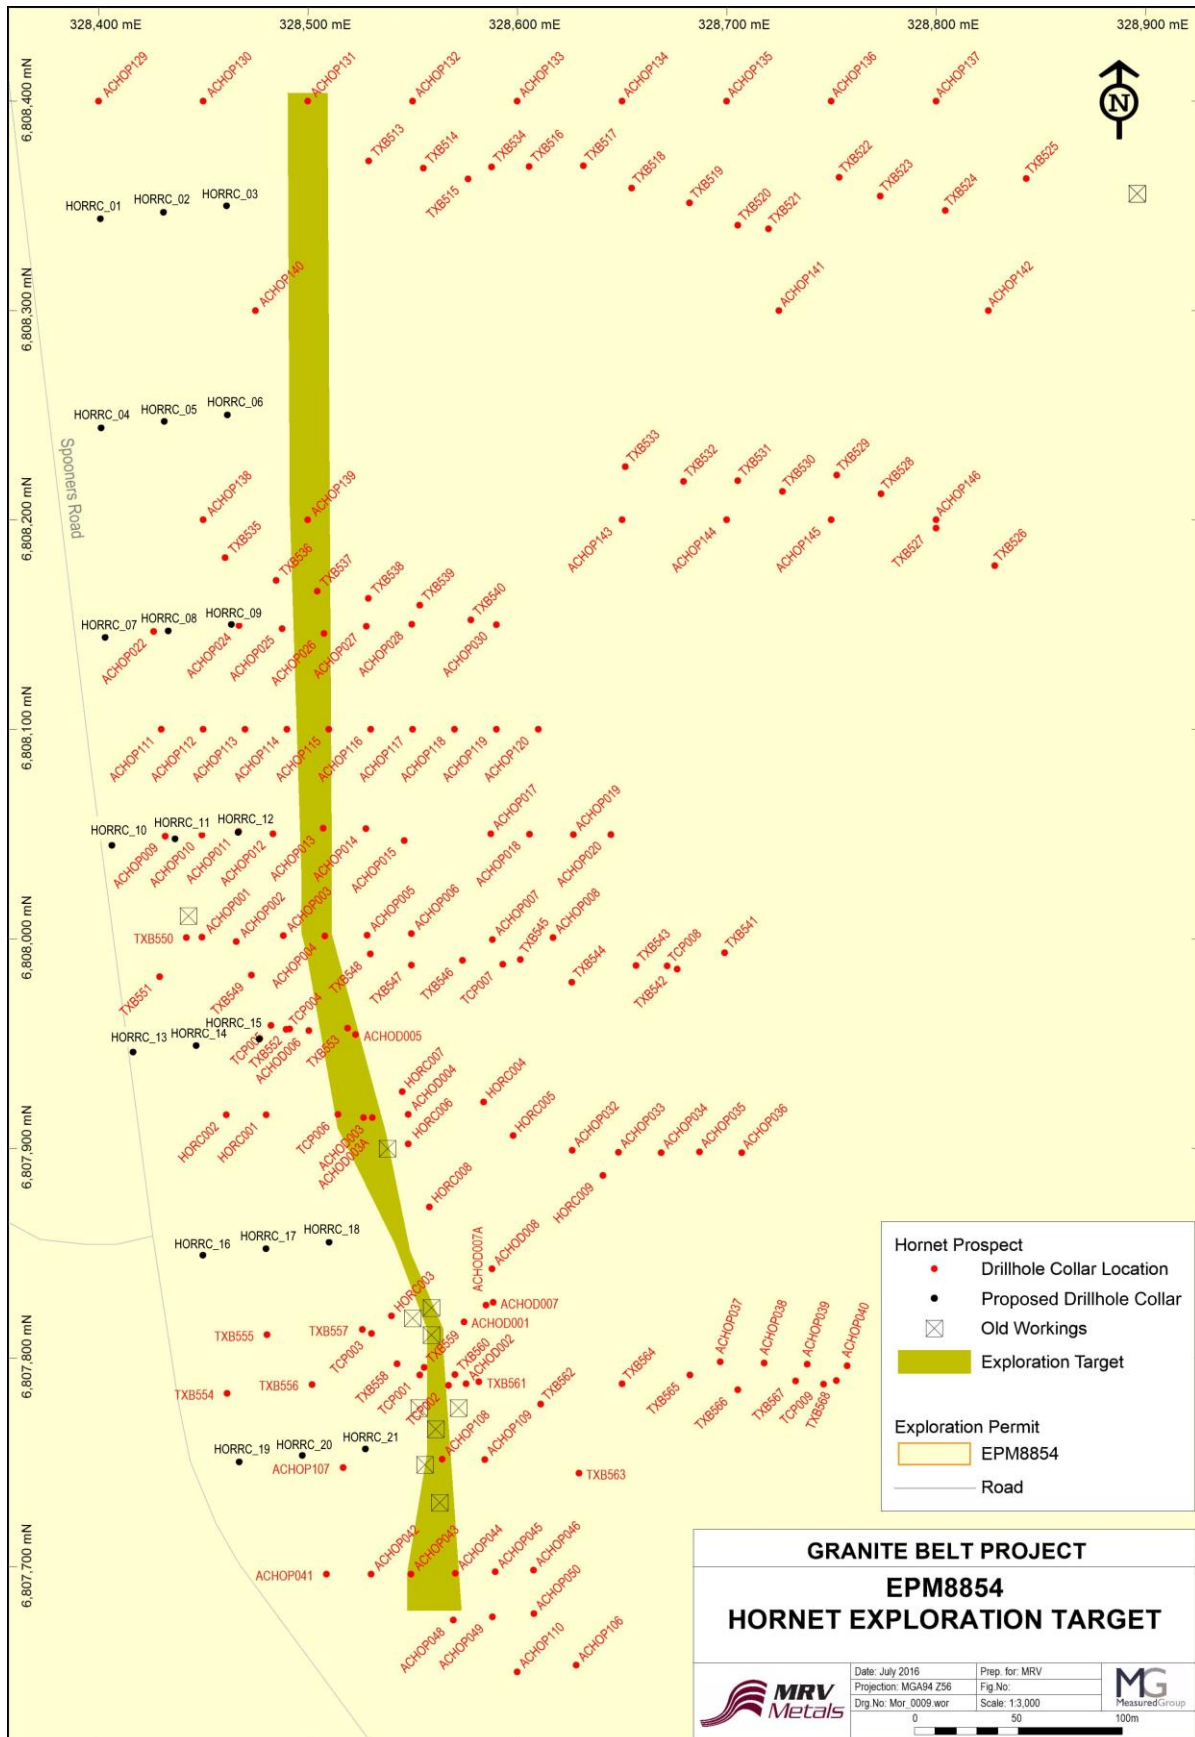 328,400 mE
328,500 mE
328,600 mE
328,700 mE
328,800 mE
328,900 mE
6,808,400 mN
6,808,300 mN
6,808,200 mN
6,808,100 mN
6,808,000 mN
6,807,900 mN
6,807,800 mN
6,807,700 mN
ACHOP129
ACHOP130
ACHOP131
ACHOP132
ACHOP133
ACHOP134
ACHOP135
ACHOP136
ACHOP137
N
TXB513
TXB514
TXB515
TXB534
TXB516
TXB517
TXB518
TXB519
TXB520
TXB521
TXB522
TXB523
TXB524
TXB525
HORRC_01
HORRC_02
HORRC_03
ACHOP140
ACHOP141
ACHOP142
HORRC_04
HORRC_05
HORRC_06
Spooners Road
TXB533
TXB532
TXB531
TXB530
TXB529
TXB528
ACHOP138
ACHOP139
ACHOP143
ACHOP144
ACHOP145
ACHOP146
TXB527
TXB526
TXB535
TXB536
TXB537
TXB538
TXB539
TXB540
HORRC_07
HORRC_08
HORRC_09
ACHOP022
ACHOP024
ACHOP025
ACHOP026
ACHOP027
ACHOP028
ACHOP030
ACHOP111
ACHOP112
ACHOP113
ACHOP114
ACHOP115
ACHOP116
ACHOP117
ACHOP118
ACHOP119
ACHOP120
HORRC_10
HORRC_11
HORRC_12
ACHOP009
ACHOP010
ACHOP011
ACHOP012
ACHOP013
ACHOP014
ACHOP015
ACHOP017
ACHOP018
ACHOP019
ACHOP020
TXB550
ACHOP001
ACHOP002
ACHOP003
ACHOP004
ACHOP005
ACHOP006
ACHOP007
ACHOP008
TXB551
TXB549
TXB548
TXB547
TXB546
TCP007
TXB545
TXB544
TXB543
TCP008
TXB542
TXB541
HORRC_13
HORRC_14
HORRC_15
TCP005
TXB552
TCP004
ACHOD006
TXB553
ACHOD005
HORC002
HORC001
TCP006
ACHOD003
ACHOD003A
HORC007
ACHOD004
HORC006
HORC004
HORC005
ACHOP032
ACHOP033
ACHOP034
ACHOP035
ACHOP036
HORC008
HORC009
HORRC_16
HORRC_17
HORRC_18
ACHOD007A
ACHOD008
ACHOD007
ACHOD001
HORC003
TXB555
TXB557
TCP003
TXB559
TXB560
ACHOD002
TXB561
TXB554
TXB556
TXB558
TCP001
TCP002
TXB562
TXB564
TXB565
ACHOP037
ACHOP038
ACHOP039
ACHOP040
TXB566
TXB567
TCP009
TXB568
HORRC_19
HORRC_20
HORRC_21
ACHOP107
ACHOP108
ACHOP109
TXB563
ACHOP041
ACHOP042
ACHOP043
ACHOP044
ACHOP045
ACHOP046
ACHOP048
ACHOP049
ACHOP050
ACHOP110
ACHOP106
Hornet Prospect
Drillhole Collar Location
Proposed Drillhole Collar
Old Workings
Exploration Target
Exploration Permit
EPM8854
Road
GRANITE BELT PROJECT
EPM8854
HORNET EXPLORATION TARGET
MRV
Metals
Date: July 2016
Prep. for: MRV
Projection: MGA94 Z56
Fig.No:
Drg.No: Mor_0009.wor
Scale: 1:3,000
0 50 100m
MG
MeasuredGroup